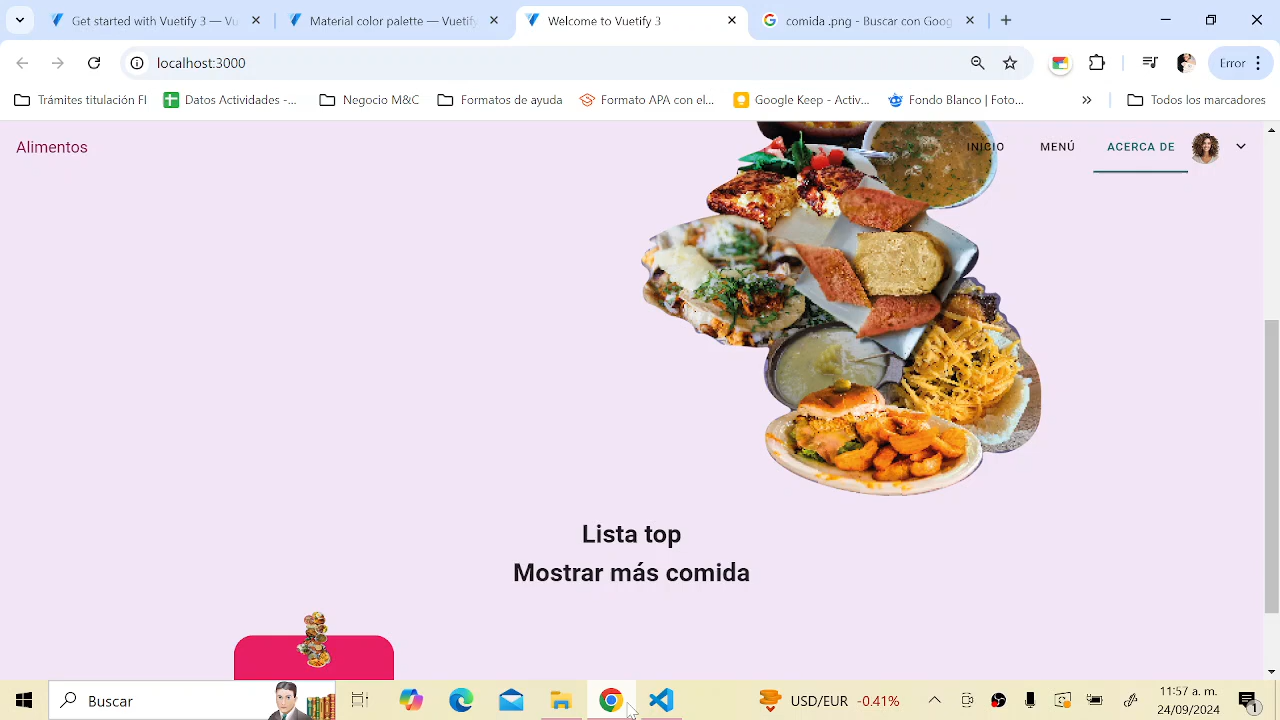 Get started with Vuetify 3 — Vu
Material color palette — Vuetify
Welcome to Vuetify 3
comida .png - Buscar con Goog
localhost:3000
Error
Trámites titulación FI
Datos Actividades -...
Negocio M&C
Formatos de ayuda
Formato APA con el...
Google Keep - Activ...
Fondo Blanco | Foto...
Todos los marcadores
Alimentos
INICIO
MENÚ
ACERCA DE
Lista top
Mostrar más comida
Buscar
USD/EUR -0.41%
11:57 a. m.
24/09/2024
1